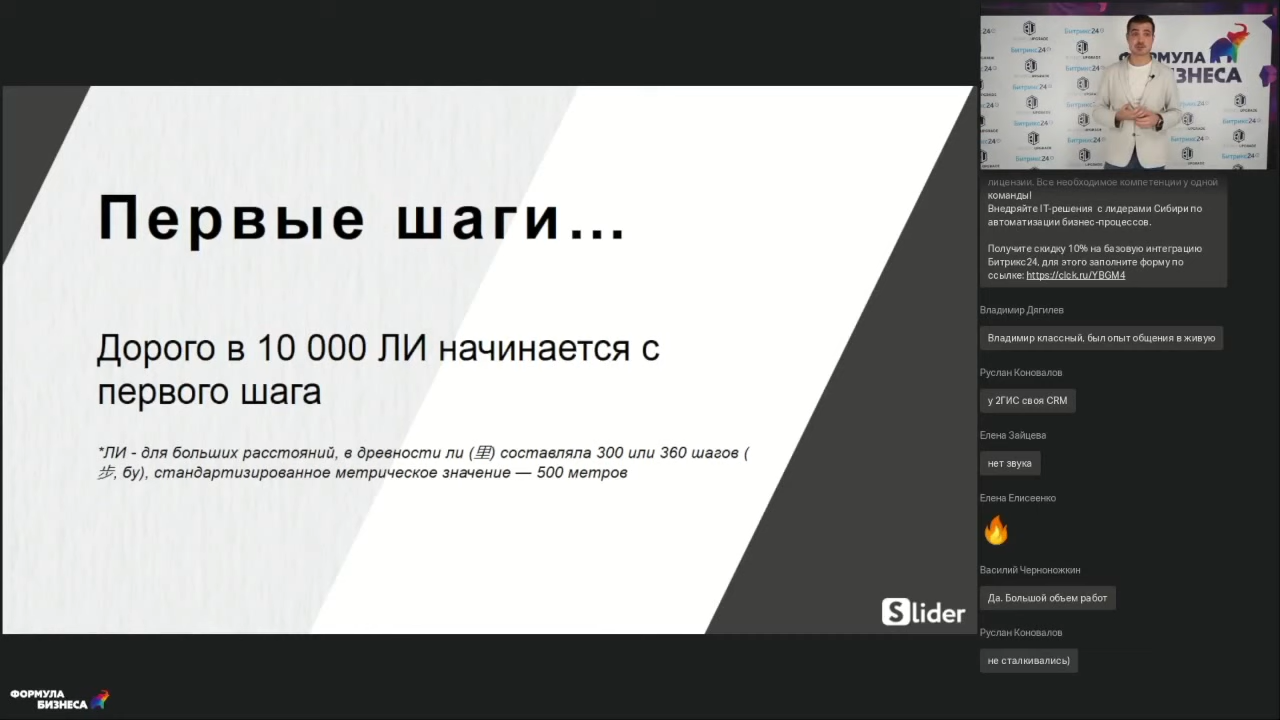 Первые шаги...
Дорого в 10 000 ЛИ начинается с
первого шага
*ЛИ - для больших расстояний, в древности ли (里) составляла 300 или 360 шагов (
步, бу), стандартизированное метрическое значение — 500 метров
Slider
ФОРМУЛА
БИЗНЕСА
Битрикс24
UPGRADE
ФОРМУЛА
БИЗНЕСА
лицензии. Все необходимое компетенции у одной
команды!
Внедряйте IT-решения с лидерами Сибири по
автоматизации бизнес-процессов.
Получите скидку 10% на базовую интеграцию
Битрикс24, для этого заполните форму по
ссылке: https://clck.ru/YBGM4
Владимир Дягилев
Владимир классный, был опыт общения в живую
Руслан Коновалов
у 2ГИС своя CRM
Елена Зайцева
нет звука
Елена Елисеенко
🔥
Василий Черноножкин
Да. Большой объем работ
Руслан Коновалов
не сталкивались)